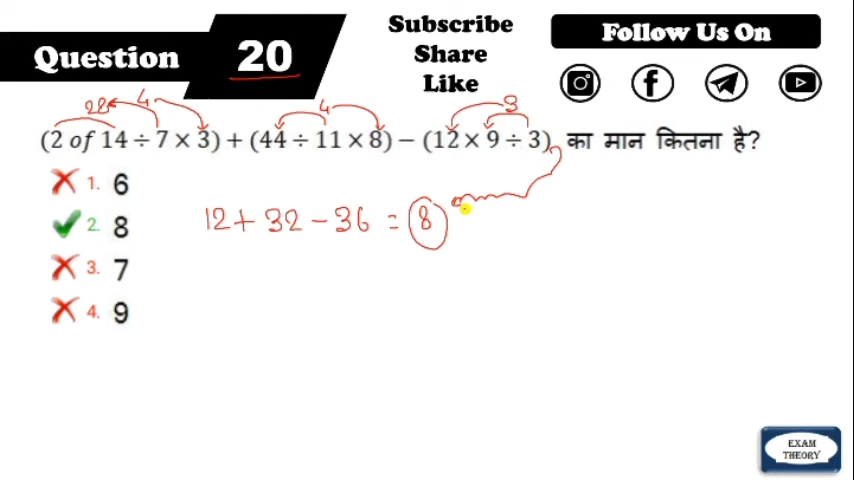 Question 20
Subscribe
Share
Like
Follow Us On
28 4 4 3
(2 of 14 ÷ 7 × 3) + (44 ÷ 11 × 8) − (12 × 9 ÷ 3), का मान कितना है?
1. 6
2. 8
3. 7
4. 9
12 + 32 − 36 = 8
EXAM
THEORY